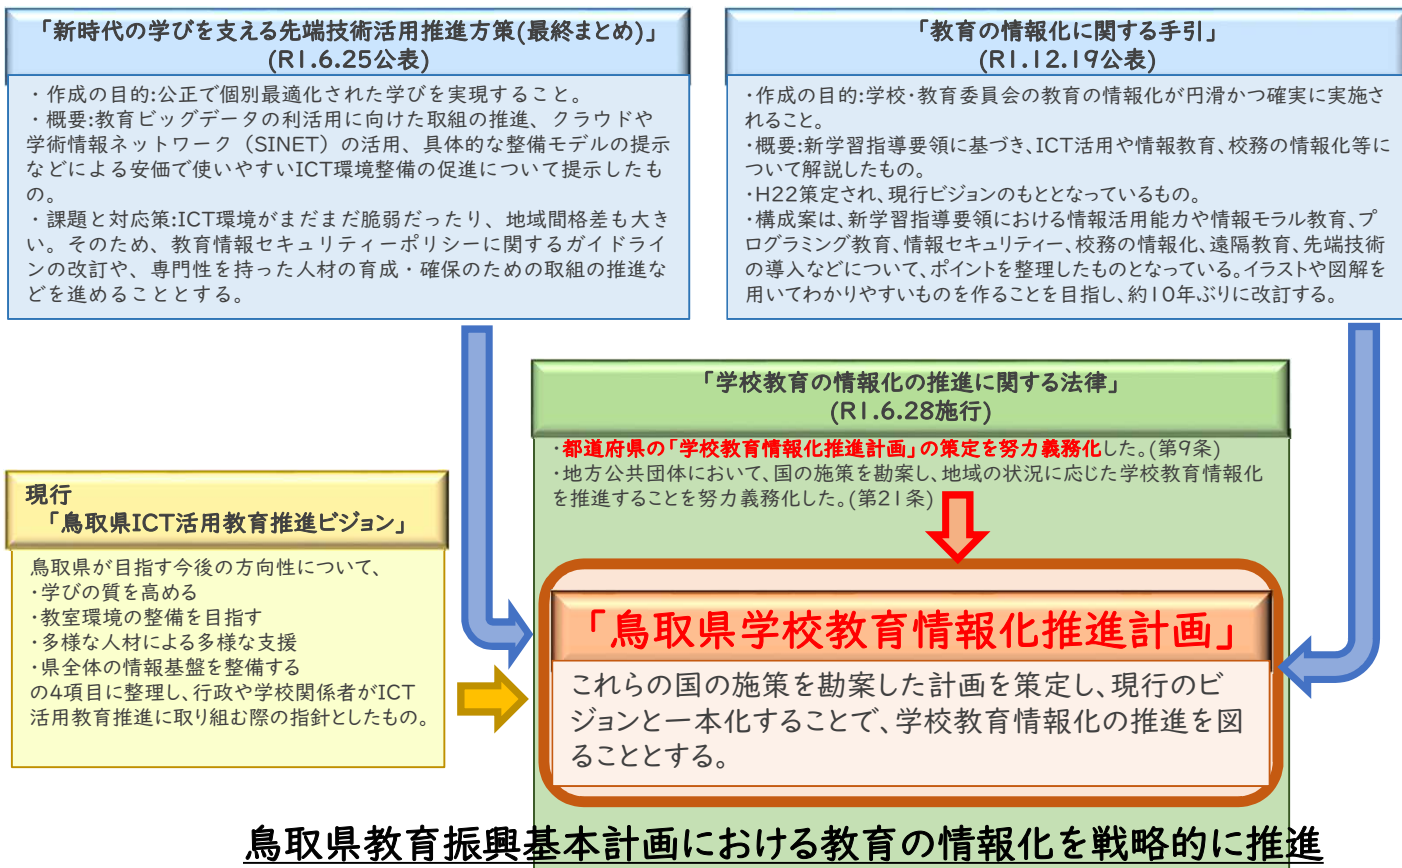 「新時代の学びを支える先端技術活用推進方策(最終まとめ)」
(R1.6.25公表)
・作成の目的:公正で個別最適化された学びを実現すること。
・概要:教育ビッグデータの利活用に向けた取組の推進、クラウドや
学術情報ネットワーク（SINET）の活用、具体的な整備モデルの提示
などによる安価で使いやすいICT環境整備の促進について提示したも
の。
・課題と対応策:ICT環境がまだまだ脆弱だったり、地域間格差も大き
い。そのため、教育情報セキュリティーポリシーに関するガイドライ
ンの改訂や、専門性を持った人材の育成・確保のための取組の推進な
どを進めることとする。
「教育の情報化に関する手引」
(R1.12.19公表)
・作成の目的:学校・教育委員会の教育の情報化が円滑かつ確実に実施さ
れること。
・概要:新学習指導要領に基づき、ICT活用や情報教育、校務の情報化等に
ついて解説したもの。
・H22策定され、現行ビジョンのもととなっているもの。
・構成案は、新学習指導要領における情報活用能力や情報モラル教育、プ
ログラミング教育、情報セキュリティー、校務の情報化、遠隔教育、先端技術
の導入などについて、ポイントを整理したものとなっている。イラストや図解を
用いてわかりやすいものを作ることを目指し、約10年ぶりに改訂する。
「学校教育の情報化の推進に関する法律」
(R1.6.28施行)
・都道府県の「学校教育情報化推進計画」の策定を努力義務化した。(第9条)
・地方公共団体において、国の施策を勘案し、地域の状況に応じた学校教育情報化
を推進することを努力義務化した。(第21条)
現行
「鳥取県ICT活用教育推進ビジョン」
鳥取県が目指す今後の方向性について、
・学びの質を高める
・教室環境の整備を目指す
・多様な人材による多様な支援
・県全体の情報基盤を整備する
の4項目に整理し、行政や学校関係者がICT
活用教育推進に取り組む際の指針としたもの。
「鳥取県学校教育情報化推進計画」
これらの国の施策を勘案した計画を策定し、現行のビ
ジョンと一本化することで、学校教育情報化の推進を図
ることとする。
鳥取県教育振興基本計画における教育の情報化を戦略的に推進